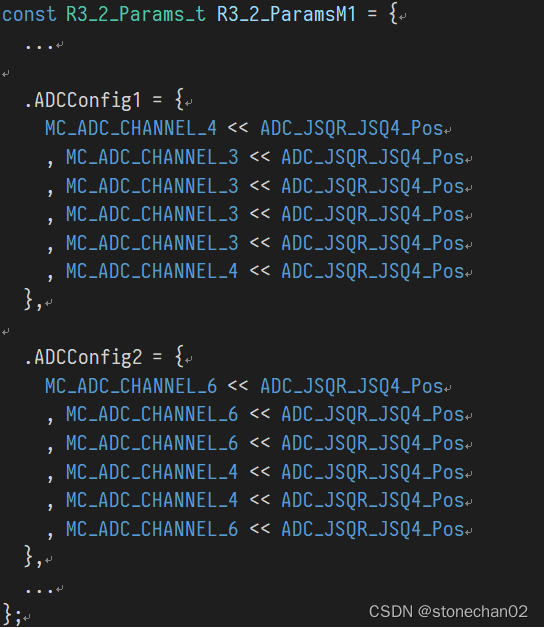 const R3_2_Params_t R3_2_ParamsM1 = {
...
.ADCConfig1 = {
MC_ADC_CHANNEL_4 << ADC_JSQR_JSQ4_Pos
, MC_ADC_CHANNEL_3 << ADC_JSQR_JSQ4_Pos
, MC_ADC_CHANNEL_3 << ADC_JSQR_JSQ4_Pos
, MC_ADC_CHANNEL_3 << ADC_JSQR_JSQ4_Pos
, MC_ADC_CHANNEL_3 << ADC_JSQR_JSQ4_Pos
, MC_ADC_CHANNEL_4 << ADC_JSQR_JSQ4_Pos
},
.ADCConfig2 = {
MC_ADC_CHANNEL_6 << ADC_JSQR_JSQ4_Pos
, MC_ADC_CHANNEL_6 << ADC_JSQR_JSQ4_Pos
, MC_ADC_CHANNEL_6 << ADC_JSQR_JSQ4_Pos
, MC_ADC_CHANNEL_4 << ADC_JSQR_JSQ4_Pos
, MC_ADC_CHANNEL_4 << ADC_JSQR_JSQ4_Pos
, MC_ADC_CHANNEL_6 << ADC_JSQR_JSQ4_Pos
},
...
};
CSDN @stonechan02